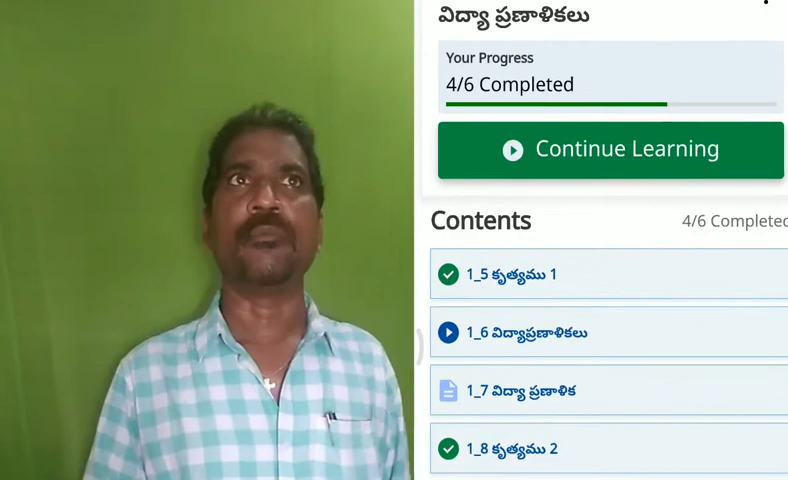 విద్యా ప్రణాళికలు
Your Progress
4/6 Completed
Continue Learning
Contents
4/6 Completed
1_5 కృత్యము 1
1_6 విద్యాప్రణాళికలు
1_7 విద్యా ప్రణాళిక
1_8 కృత్యము 2